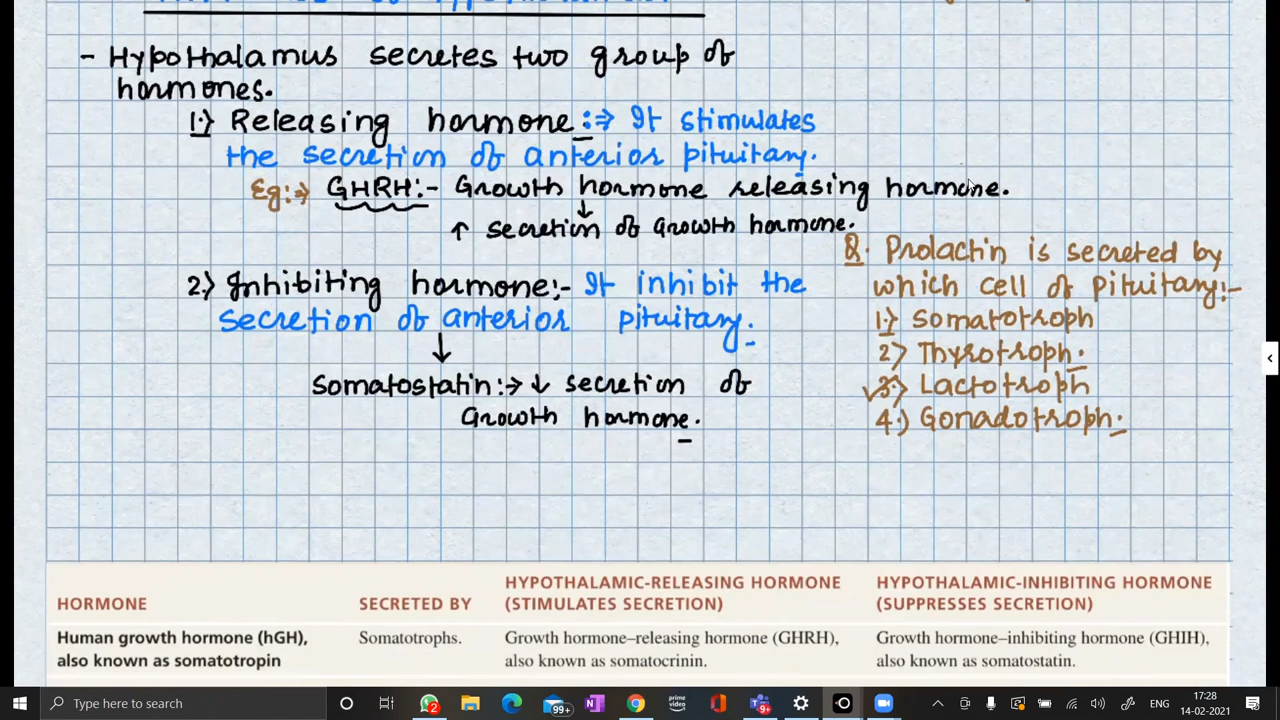 - Hypothalamus secretes two group of
hormones.
1.) Releasing hormone :⇒ It stimulates
the secretion of anterior pituitary.
Eg:⇒ GHRH:- Growth hormone releasing hormone.
↓
↑ secretion of Growth hormone.
2.) Inhibiting hormone:- It inhibit the
secretion of anterior pituitary.
↓
Somatostatin:→ ↓ secretion of
Growth hormone.
Q. Prolactin is secreted by
which cell of pituitary:-
1.) Somatotroph
2) Thyrotroph.
✓3.) Lactotroph
4.) Gonadotroph.
HORMONE
SECRETED BY
HYPOTHALAMIC-RELEASING HORMONE
(STIMULATES SECRETION)
HYPOTHALAMIC-INHIBITING HORMONE
(SUPPRESSES SECRETION)
Human growth hormone (hGH),
also known as somatotropin
Somatotrophs.
Growth hormone–releasing hormone (GHRH),
also known as somatocrinin.
Growth hormone–inhibiting hormone (GHIH),
also known as somatostatin.
Type here to search
2
99+
prime
video
9+
ENG
17:28
14-02-2021